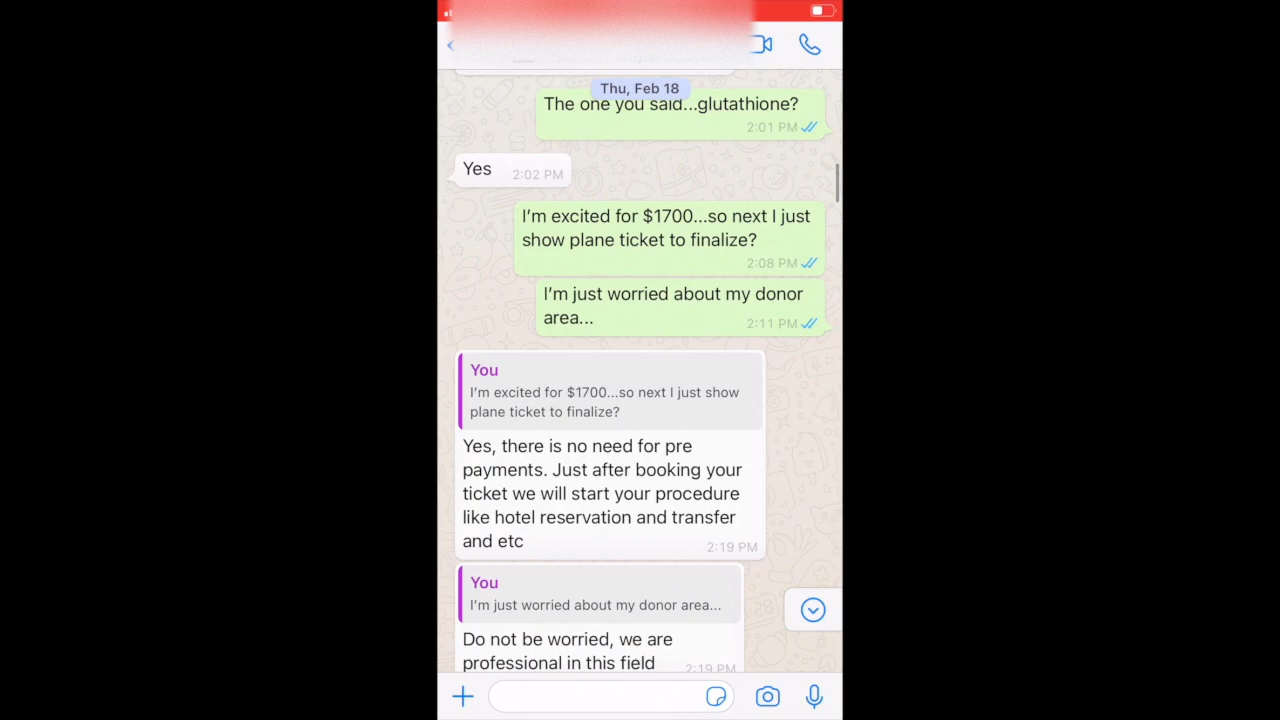 Thu, Feb 18
The one you said...glutathione?
2:01 PM
Yes
2:02 PM
I'm excited for $1700...so next I just
show plane ticket to finalize?
2:08 PM
I'm just worried about my donor
area...
2:11 PM
You
I'm excited for $1700...so next I just show
plane ticket to finalize?
Yes, there is no need for pre
payments. Just after booking your
ticket we will start your procedure
like hotel reservation and transfer
and etc
2:19 PM
You
I'm just worried about my donor area...
Do not be worried, we are
professional in this field
2:19 PM